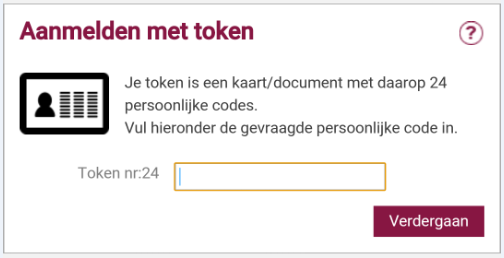 Aanmelden met token
?
Je token is een kaart/document met daarop 24
persoonlijke codes.
Vul hieronder de gevraagde persoonlijke code in.
Token nr:24
Verdergaan